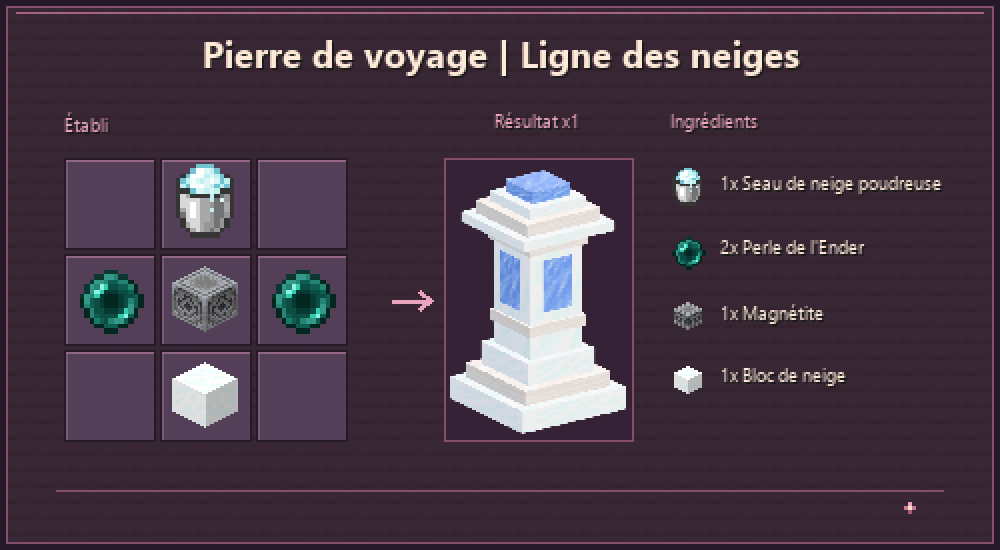 Pierre de voyage | Ligne des neiges
Établi
Résultat x1
Ingrédients
1x Seau de neige poudreuse
2x Perle de l'Ender
1x Magnétite
1x Bloc de neige